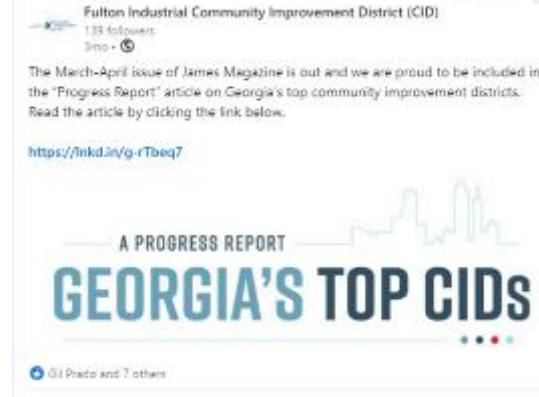 Fulton Industrial Community Improvement District (CID)
139 followers
3mo •
The March-April issue of James Magazine is out and we are proud to be included in
the "Progress Report" article on Georgia's top community improvement districts.
Read the article by clicking the link below.
https://lnkd.in/g-rTbeq7
A PROGRESS REPORT
GEORGIA'S TOP CIDs
Gil Prado and 7 others